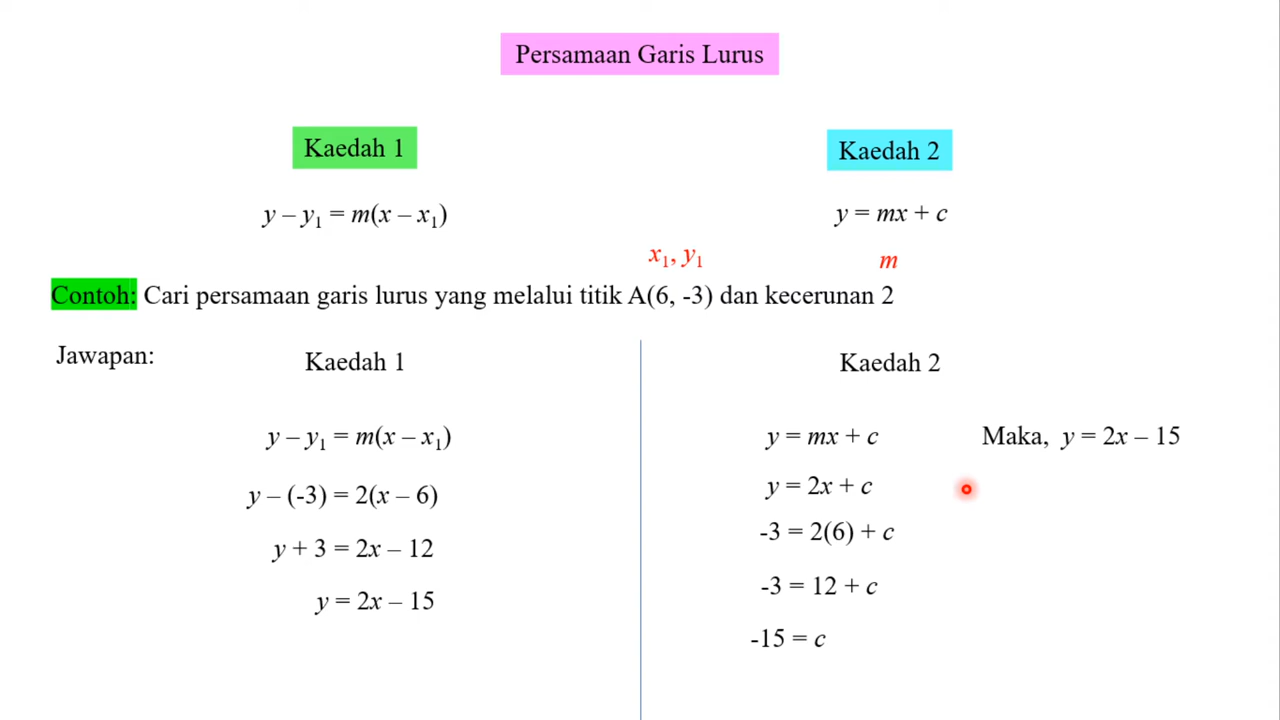 Persamaan Garis Lurus
Kaedah 1
y – y₁ = m(x – x₁)
Kaedah 2
y = mx + c
x₁, y₁
m
Contoh: Cari persamaan garis lurus yang melalui titik A(6, -3) dan kecerunan 2
Jawapan:
Kaedah 1
y – y₁ = m(x – x₁)
y – (-3) = 2(x – 6)
y + 3 = 2x – 12
y = 2x – 15
Kaedah 2
y = mx + c
y = 2x + c
-3 = 2(6) + c
-3 = 12 + c
-15 = c
Maka, y = 2x – 15